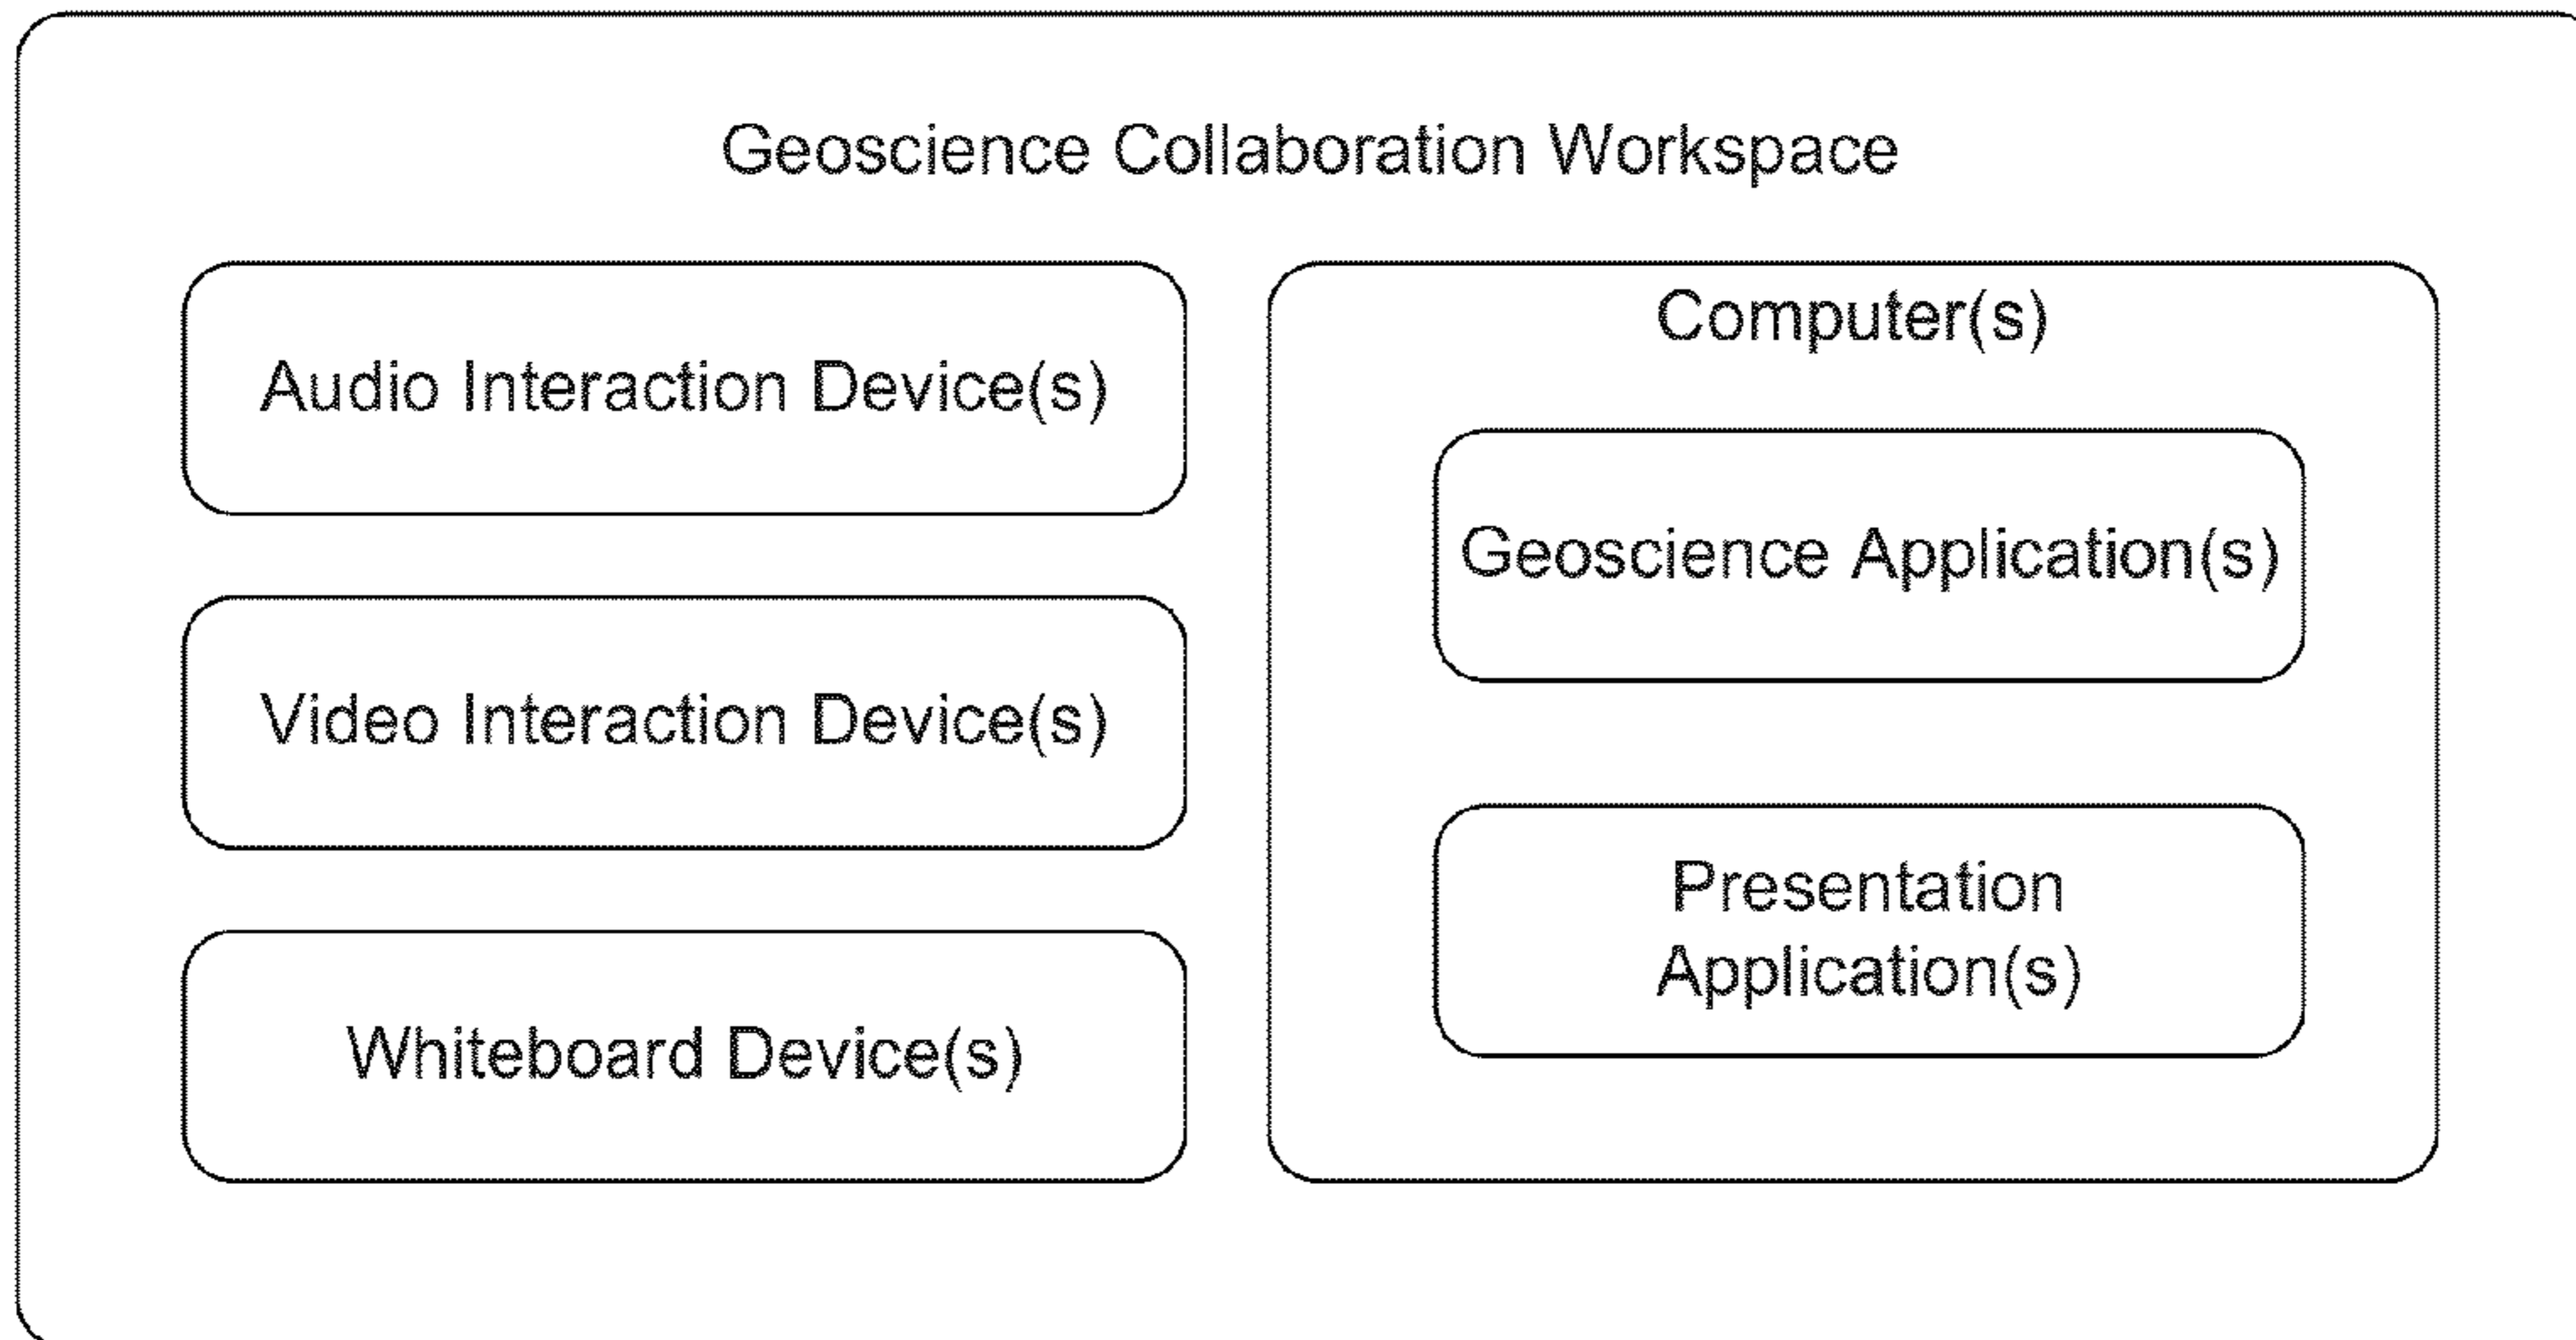 Geoscience Collaboration Workspace
Audio Interaction Device(s)
Video Interaction Device(s)
Whiteboard Device(s)
Computer(s)
Geoscience Application(s)
Presentation
Application(s)